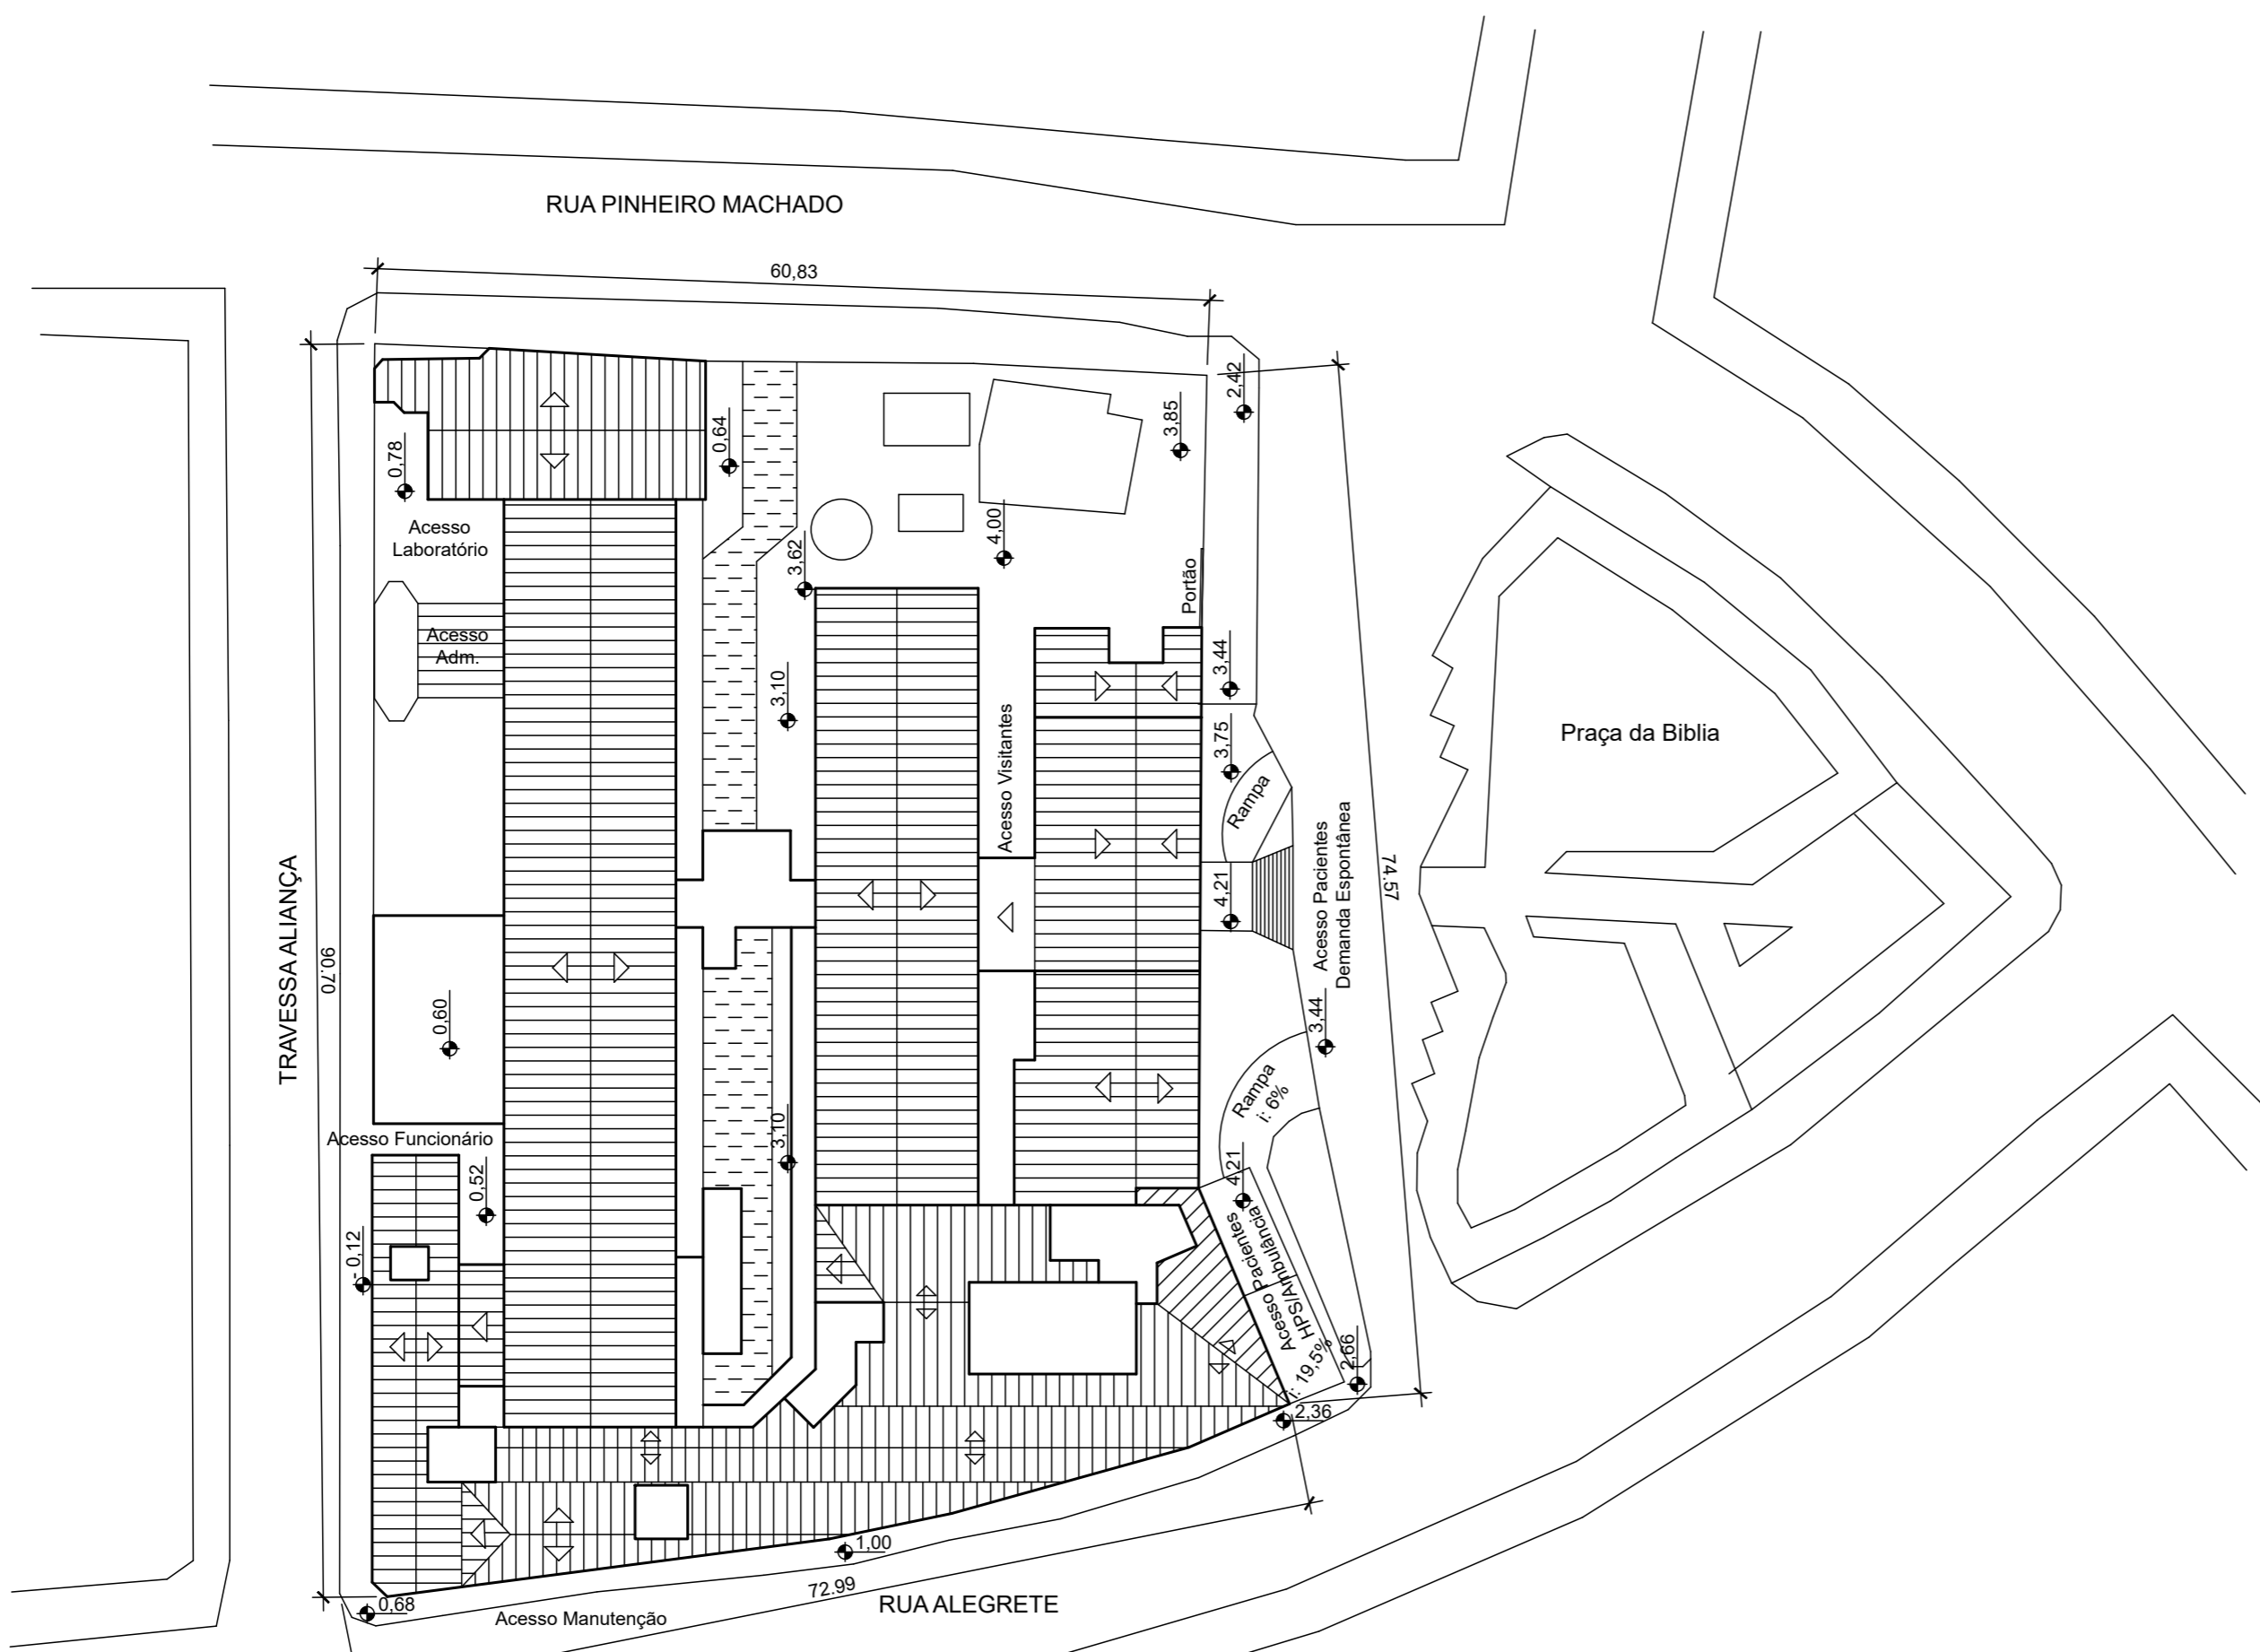 RUA PINHEIRO MACHADO
60,83
2,42
3,85
0,64
0,78
4,00
Acesso
Laboratório
3,62
Portão
Acesso
Adm.
3,44
3,10
Acesso Visitantes
3,75
Praça da Biblia
Rampa
TRAVESSA ALIANÇA
90.70
4,21
Acesso Pacientes
Demanda Espontânea
74.57
0,60
3,44
Rampa
i: 6%
3,10
Acesso Funcionário
0,52
4,21
- 0,12
Acesso Pacientes
HPS/Ambulância
i: 19,5%
2,66
2,36
1,00
72.99
RUA ALEGRETE
0,68
Acesso Manutenção